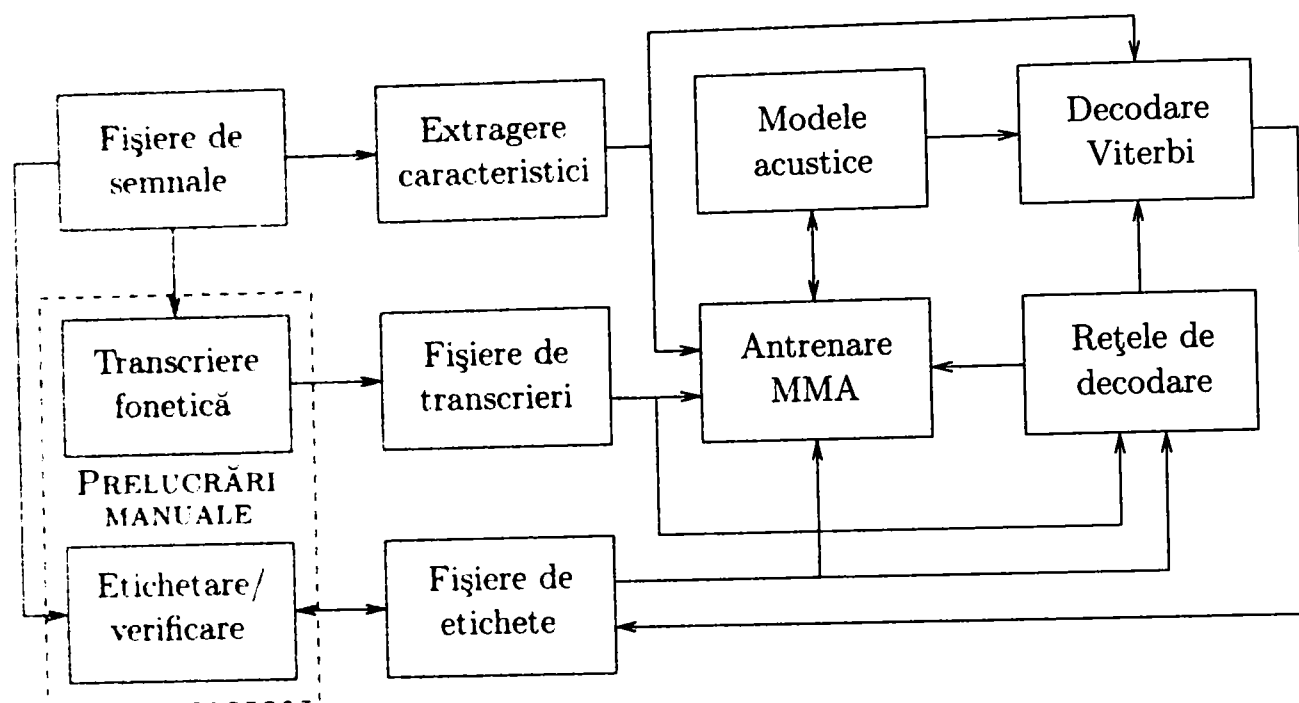 Fişiere de
semnale
Extragere
caracteristici
Modele
acustice
Decodare
Viterbi
Transcriere
fonetică
Fişiere de
transcrieri
Antrenare
MMA
Reţele de
decodare
PRELUCRĂRI
MANUALE
Etichetare/
verificare
Fişiere de
etichete